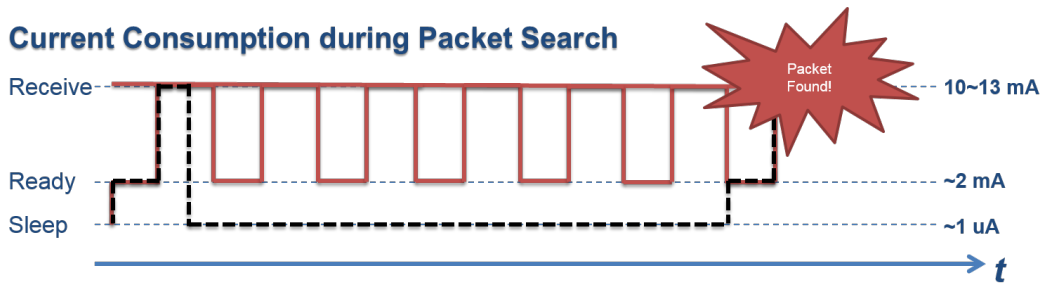 Current Consumption during Packet Search
Packet
Found!
Receive
10~13 mA
Ready
~2 mA
Sleep
~1 uA
t